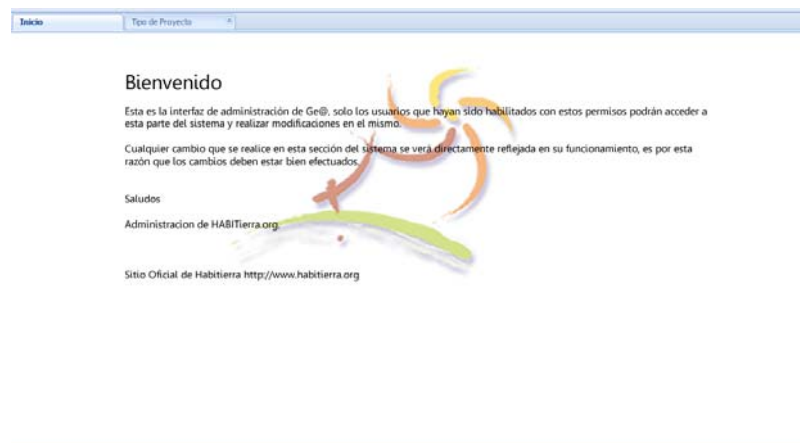 Inicio
Tipo de Proyecto
Bienvenido
Esta es la interfaz de administración de Ge@, solo los usuarios que hayan sido habilitados con estos permisos podrán acceder a
esta parte del sistema y realizar modificaciones en el mismo.
Cualquier cambio que se realice en esta sección del sistema se verá directamente reflejada en su funcionamiento, es por esta
razón que los cambios deben estar bien efectuados.
Saludos
Administracion de HABITierra.org.
Sitio Oficial de Habitierra http://www.habitierra.org